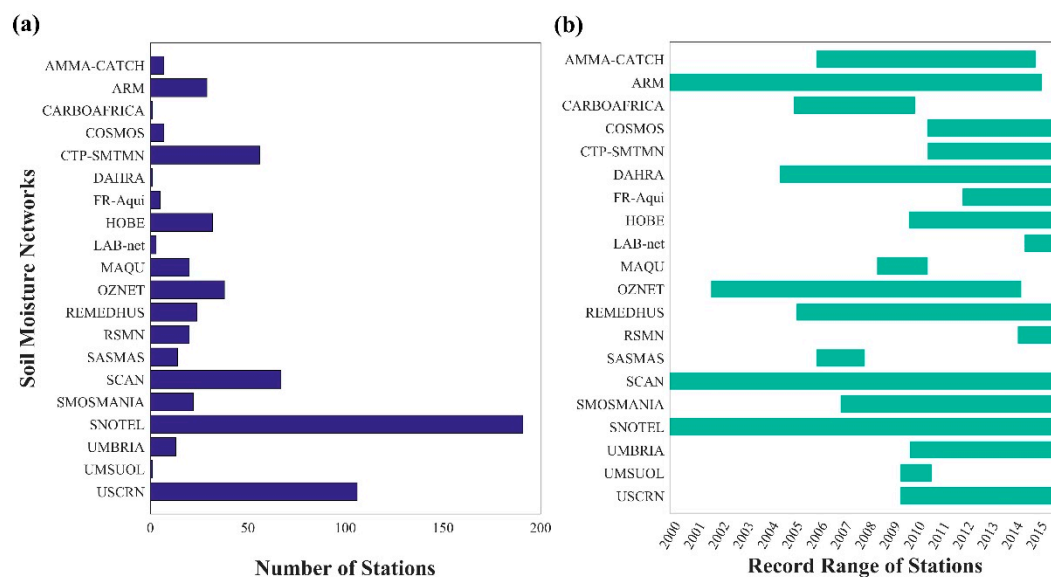 (a)
Soil Moisture Networks
AMMA-CATCH
ARM
CARBOAFRICA
COSMOS
CTP-SMTMN
DAHRA
FR-Aqui
HOBE
LAB-net
MAQU
OZNET
REMEDHUS
RSMN
SASMAS
SCAN
SMOSMANIA
SNOTEL
UMBRIA
UMSUOL
USCRN
0 50 100 150 200
Number of Stations
(b)
AMMA-CATCH
ARM
CARBOAFRICA
COSMOS
CTP-SMTMN
DAHRA
FR-Aqui
HOBE
LAB-net
MAQU
OZNET
REMEDHUS
RSMN
SASMAS
SCAN
SMOSMANIA
SNOTEL
UMBRIA
UMSUOL
USCRN
2000 2001 2002 2003 2004 2005 2006 2007 2008 2009 2010 2011 2012 2013 2014 2015
Record Range of Stations